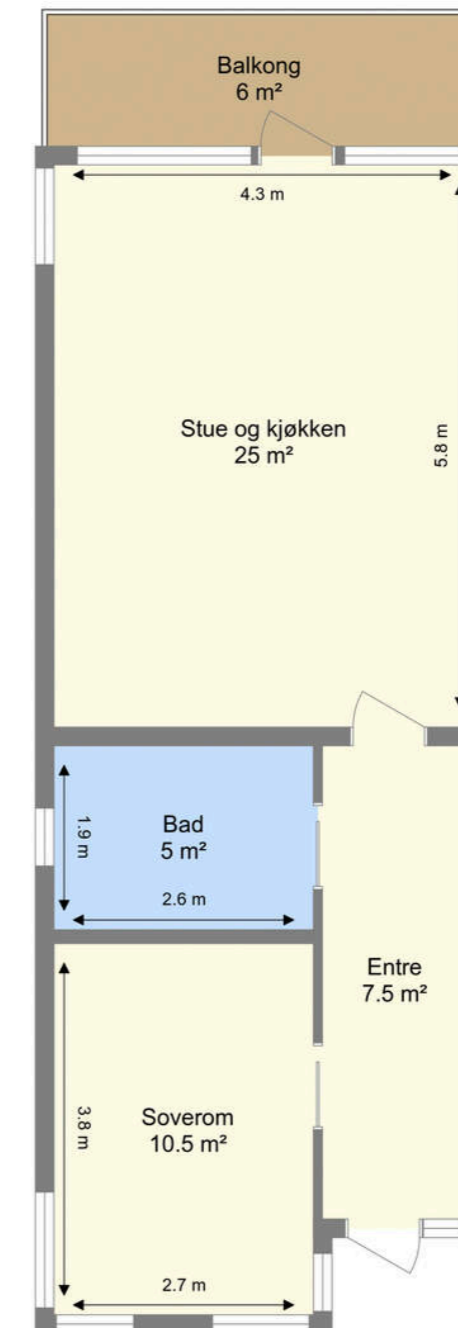 Balkong
6 m²
4.3 m
Stue og kjøkken
25 m²
5.8 m
Bad
5 m²
1.9 m
2.6 m
Entre
7.5 m²
Soverom
10.5 m²
3.8 m
2.7 m